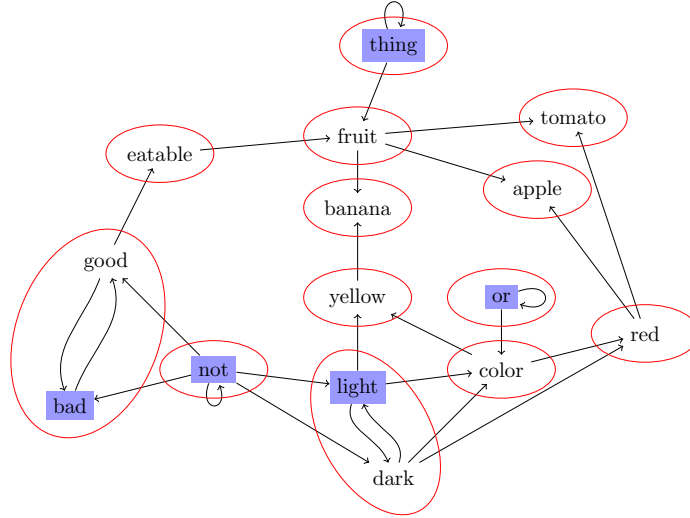 thing
tomato
fruit
eatable
apple
banana
good
yellow
or
red
not
color
light
bad
dark